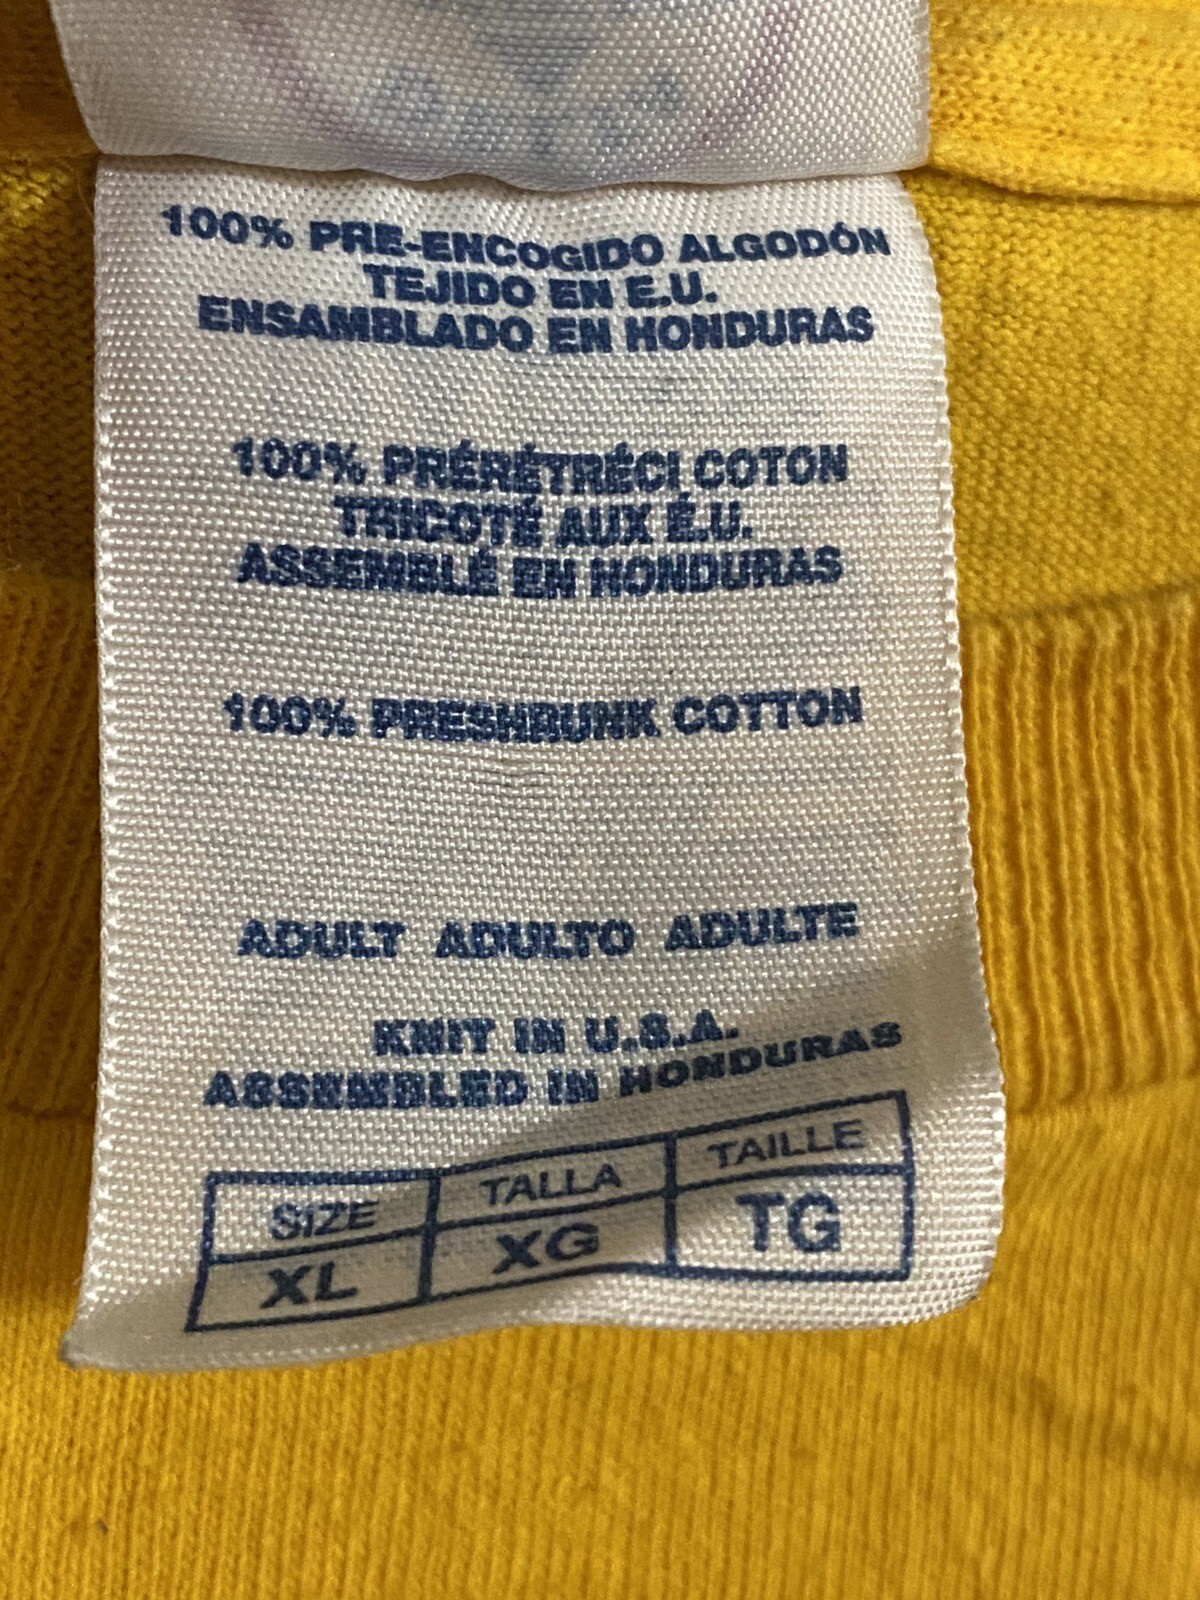 100% PRE-ENCOGIDO ALGODÓN
TEJIDO EN E.U.
ENSAMBLADO EN HONDURAS
100% PRÉRÉTRÉCI COTON
TRICOTÉ AUX É.U.
ASSEMBLÉ EN HONDURAS
100% PRESHRUNK COTTON
ADULT ADULTO ADULTE
KNIT IN U.S.A.
ASSEMBLED IN HONDURAS
SIZE TALLA TAILLE
XL XG TG